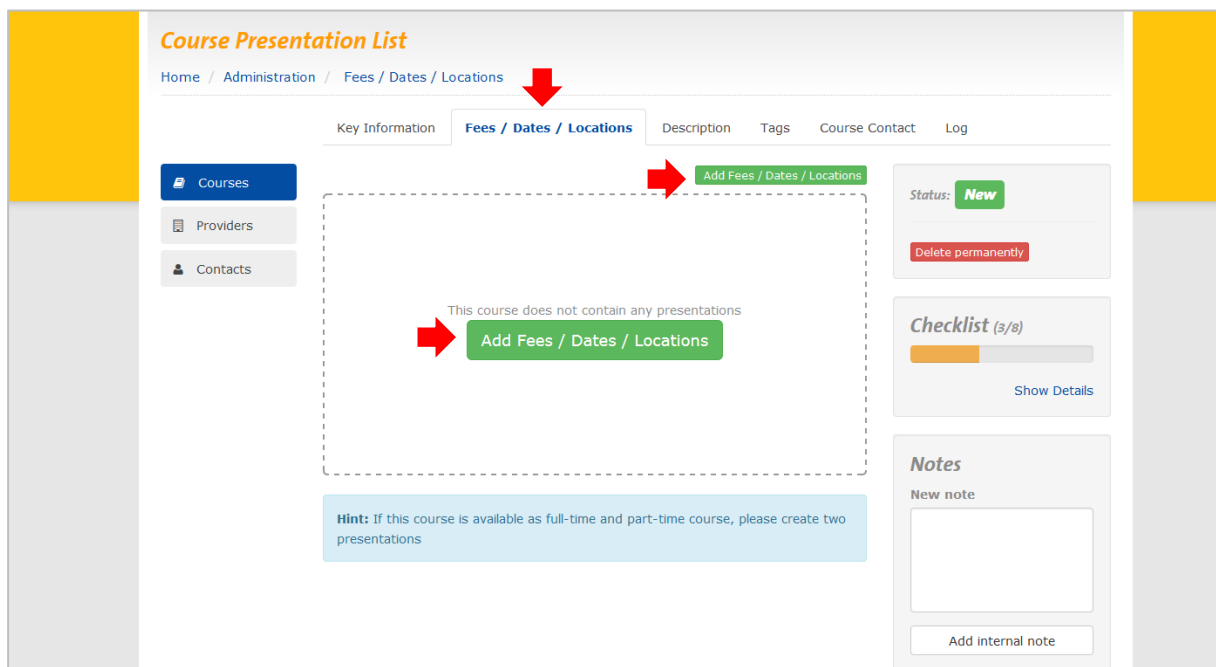 Course Presentation List
Home / Administration / Fees / Dates / Locations
Key Information Fees / Dates / Locations Description Tags Course Contact Log
Courses
Providers
Contacts
Add Fees / Dates / Locations
This course does not contain any presentations
Add Fees / Dates / Locations
Hint: If this course is available as full-time and part-time course, please create two
presentations
Status: New
Delete permanently
Checklist (3/8)
Show Details
Notes
New note
Add internal note